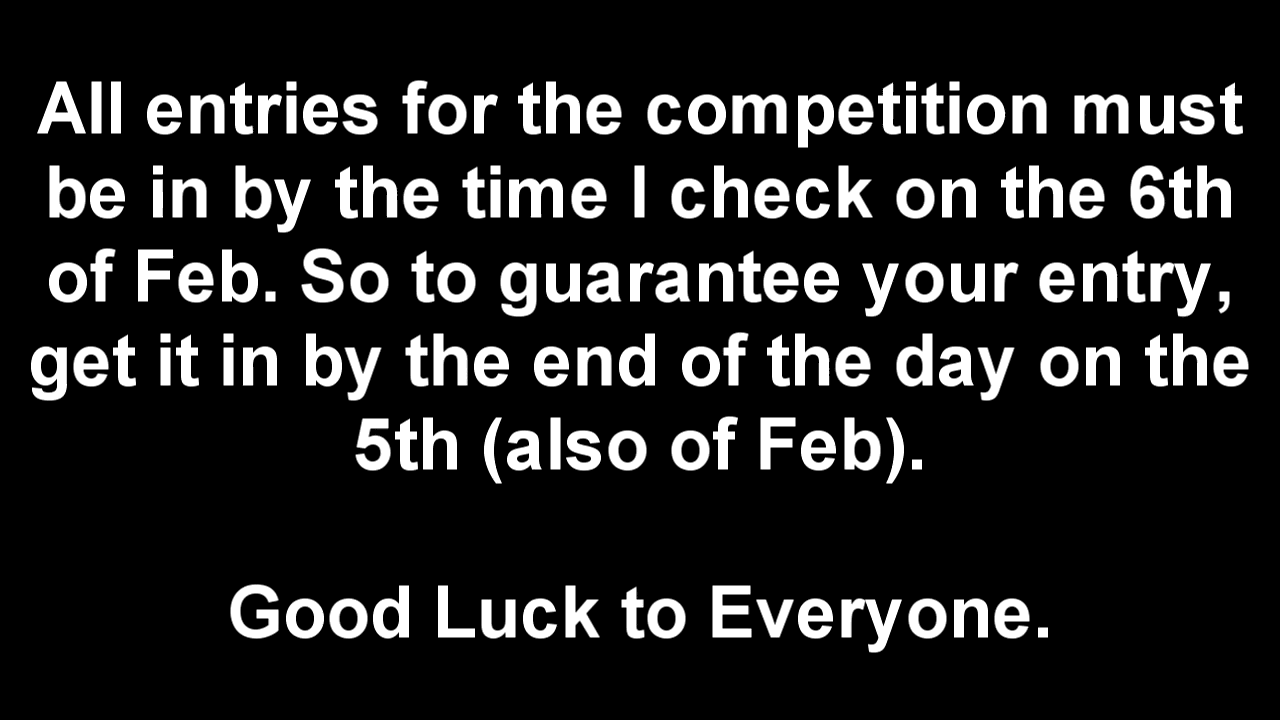 All entries for the competition must
be in by the time I check on the 6th
of Feb. So to guarantee your entry,
get it in by the end of the day on the
5th (also of Feb).
Good Luck to Everyone.